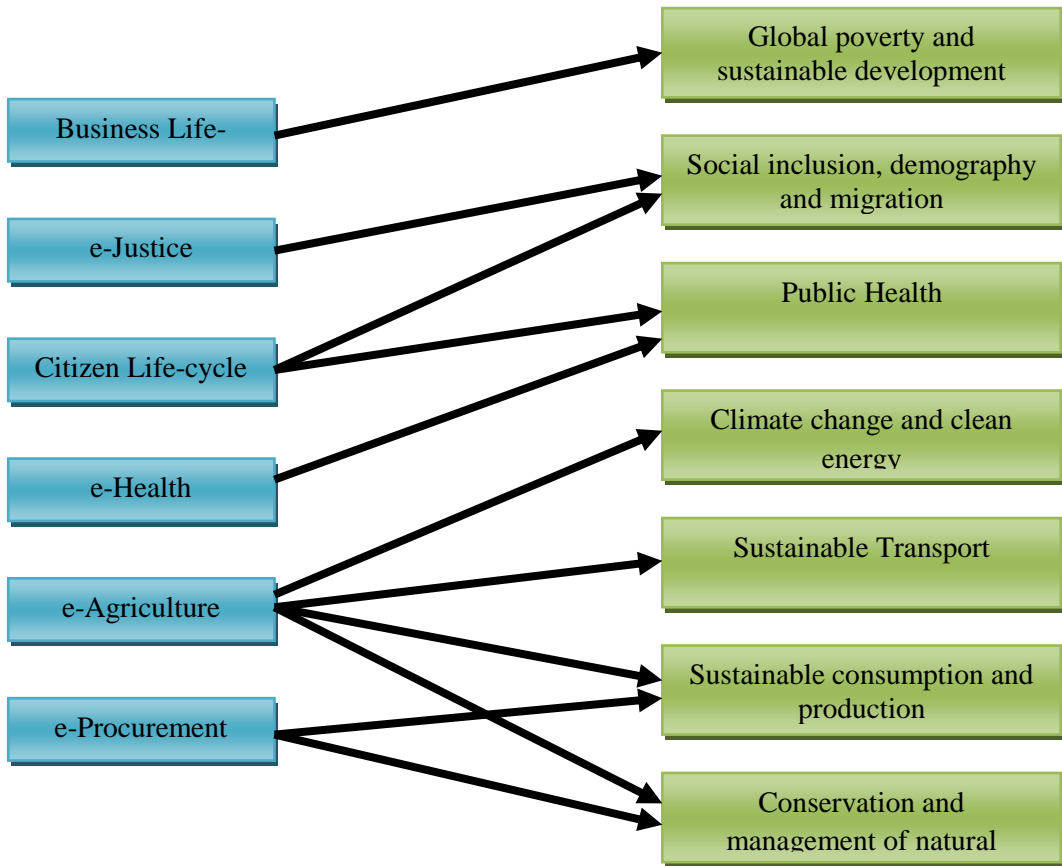 Business Life-
e-Justice
Citizen Life-cycle
e-Health
e-Agriculture
e-Procurement
Global poverty and
sustainable development
Social inclusion, demography
and migration
Public Health
Climate change and clean
energy
Sustainable Transport
Sustainable consumption and
production
Conservation and
management of natural